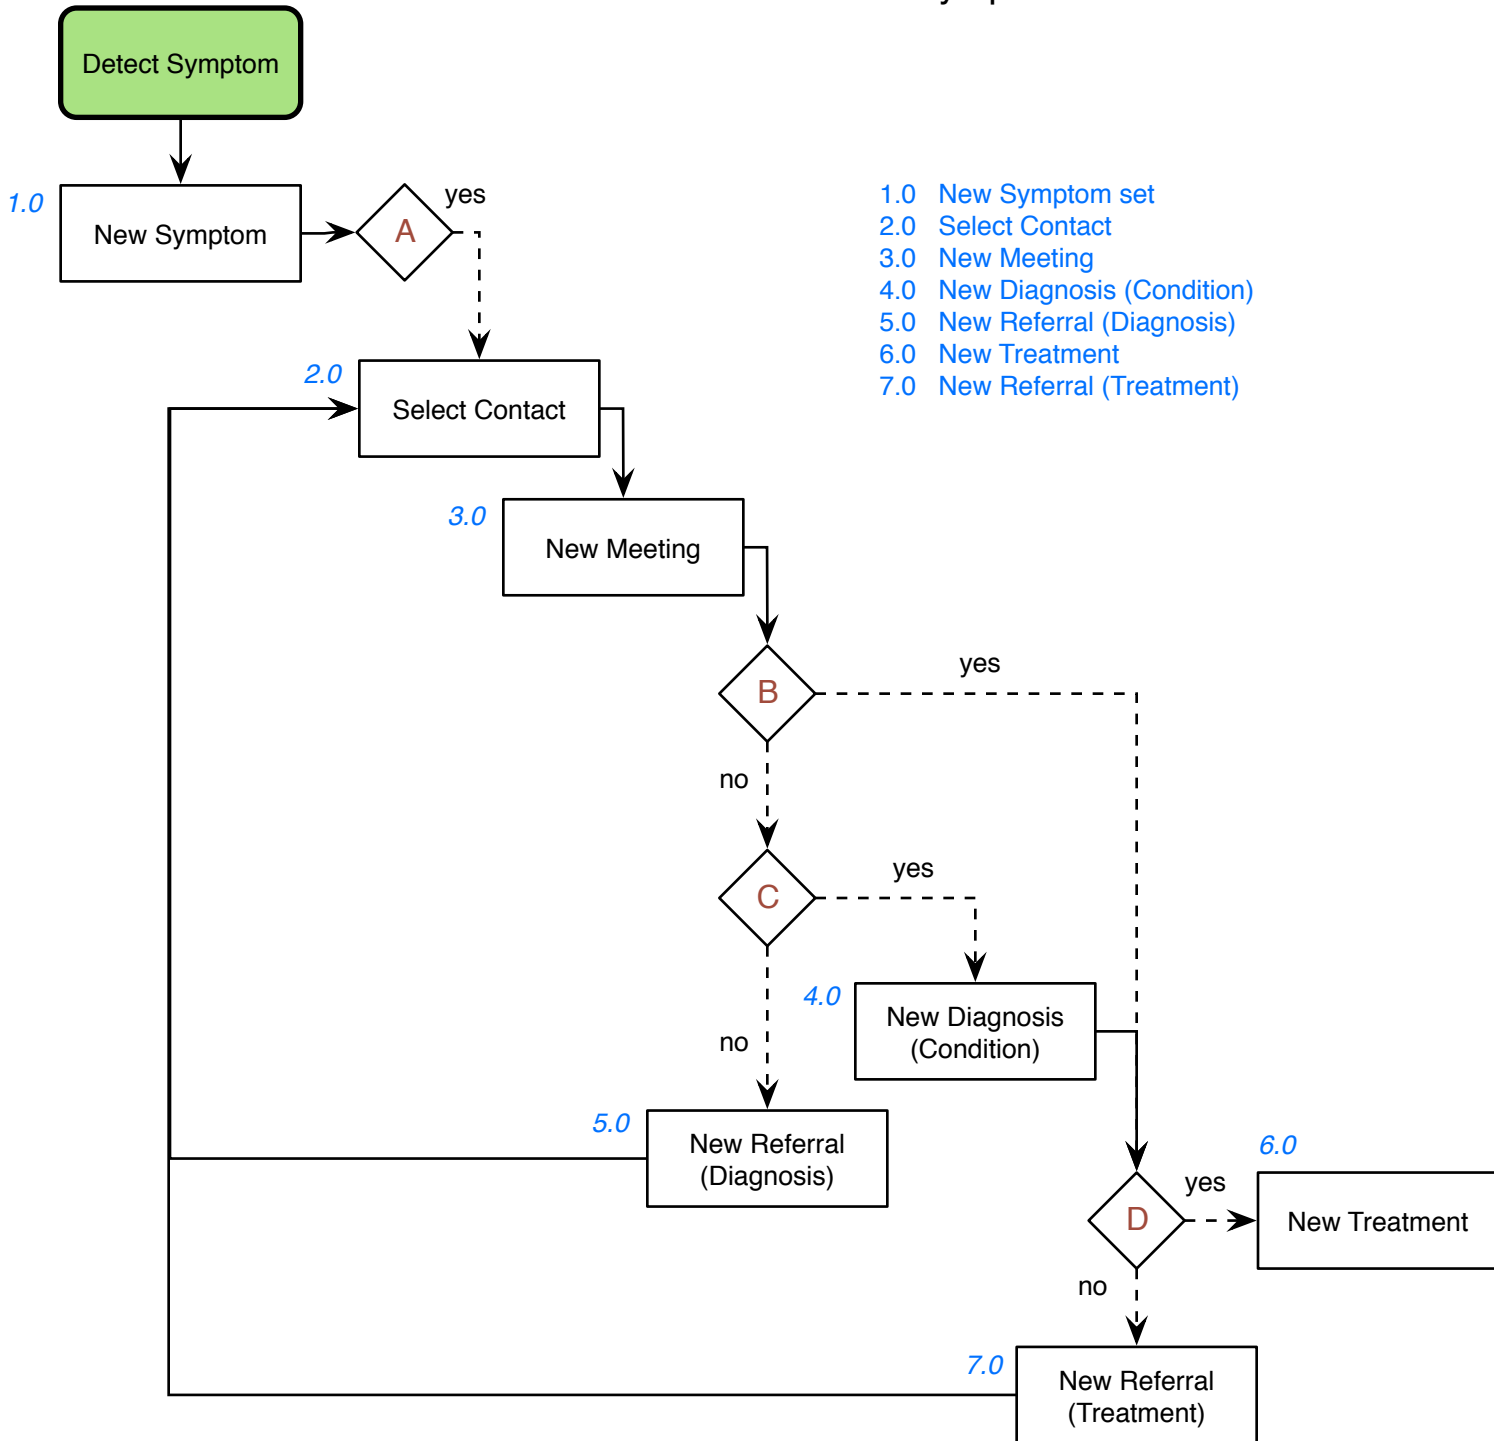 Detect Symptom
1.0
New Symptom
A
yes
1.0 New Symptom set
2.0 Select Contact
3.0 New Meeting
4.0 New Diagnosis (Condition)
5.0 New Referral (Diagnosis)
6.0 New Treatment
7.0 New Referral (Treatment)
2.0
Select Contact
3.0
New Meeting
B
yes
no
C
yes
4.0
New Diagnosis
(Condition)
no
5.0
New Referral
(Diagnosis)
6.0
yes
D
New Treatment
no
7.0
New Referral
(Treatment)